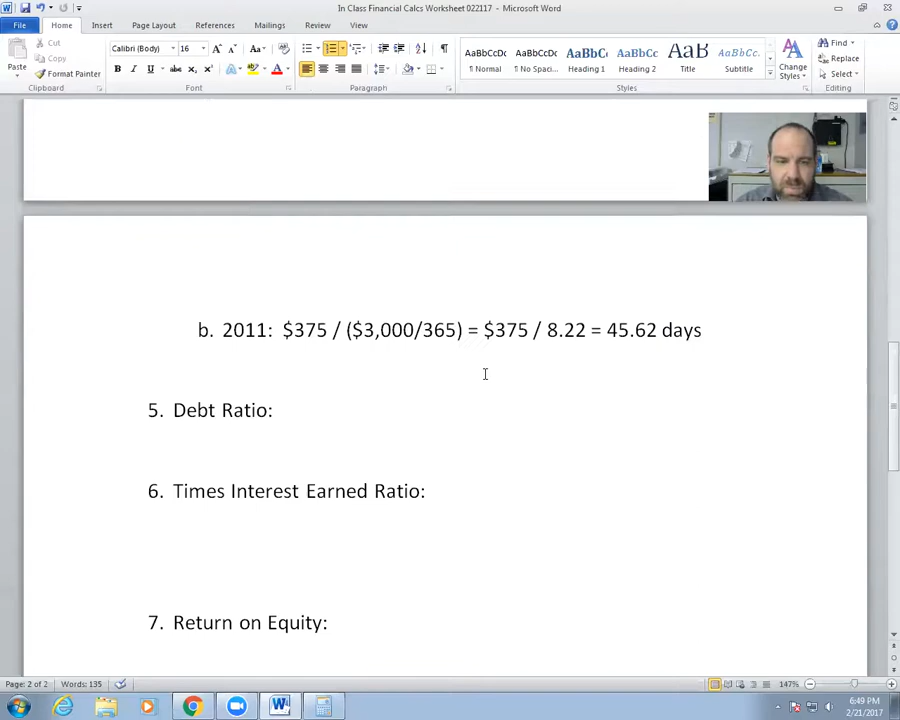 In Class Financial Calcs Worksheet 022117 - Microsoft Word
File Home Insert Page Layout References Mailings Review View
Cut
Copy
Format Painter
Paste
Clipboard
Calibri (Body) 16
B I U abc
Font
Paragraph
AaBbCcDc AaBbCcDc AaBbCc AaBbCc AaB AaBbCc.
¶ Normal ¶ No Spaci... Heading 1 Heading 2 Title Subtitle
Change Styles
Styles
Find
Replace
Select
Editing
b. 2011: $375 / ($3,000/365) = $375 / 8.22 = 45.62 days
5. Debt Ratio:
6. Times Interest Earned Ratio:
7. Return on Equity:
Page: 2 of 2 Words: 135 147%
6:49 PM
2/21/2017